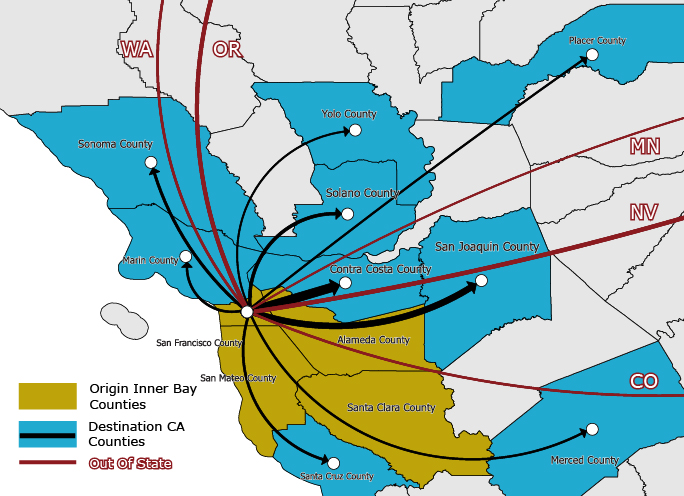 Placer County
WA
OR
Yolo County
Sonoma County
MN
Solano County
NV
San Joaquin County
Marin County
Contra Costa County
San Francisco County
Alameda County
San Mateo County
CO
Origin Inner Bay
Counties
Santa Clara County
Destination CA
Counties
Out Of State
Merced County
Santa Cruz County